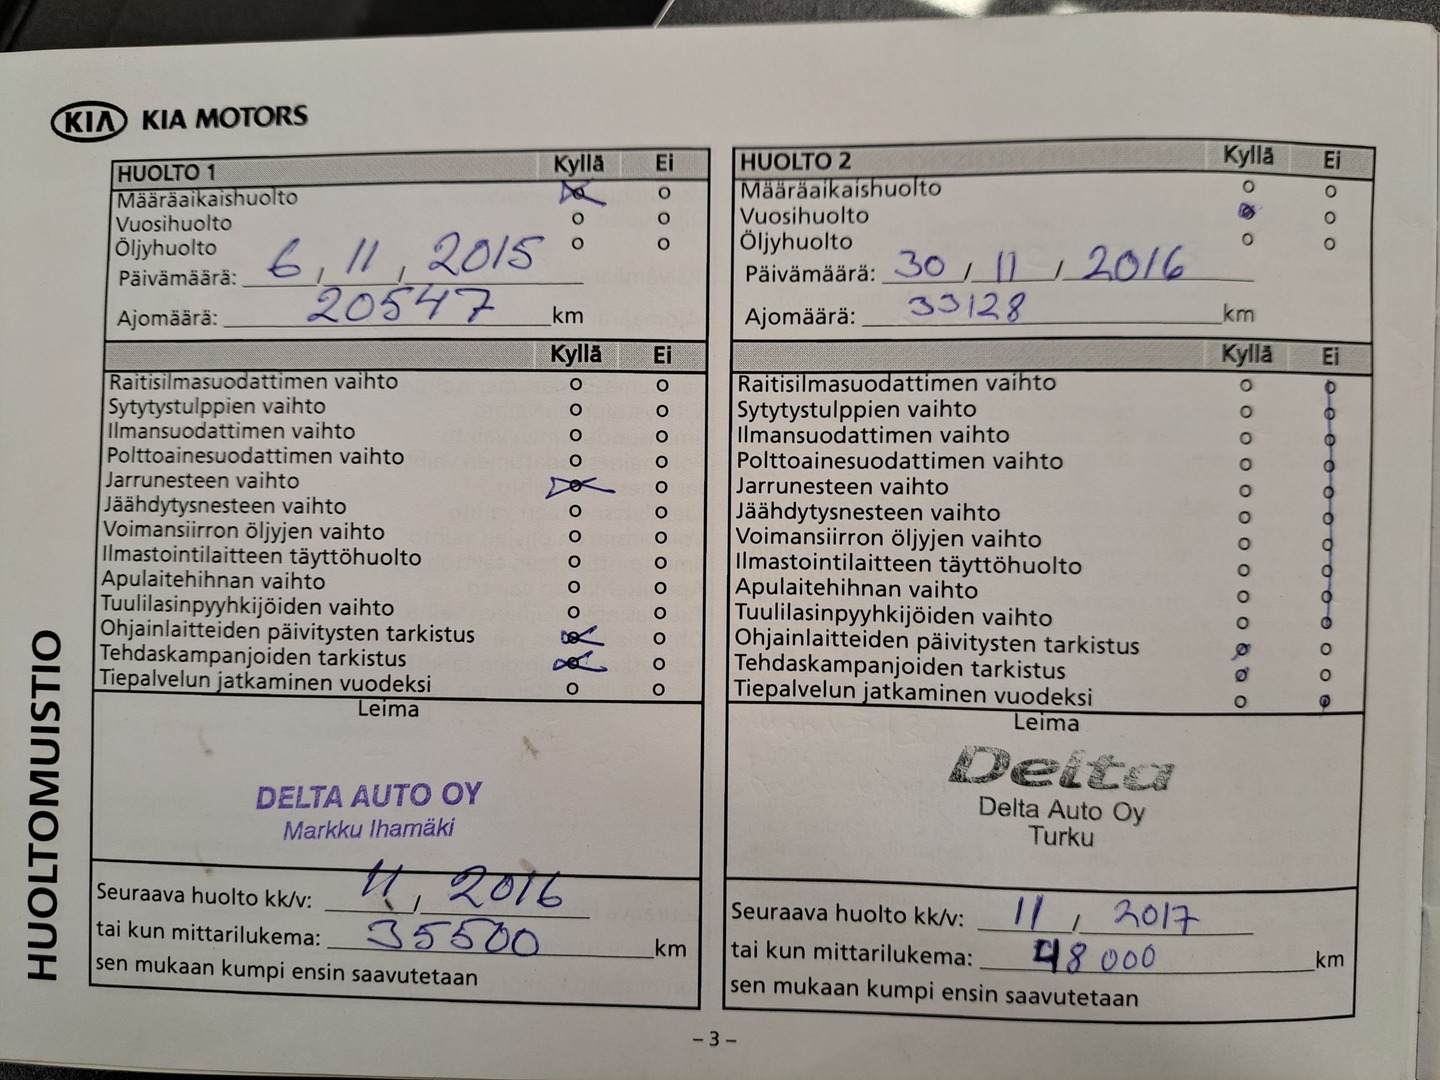 KIA KIA MOTORS
HUOLTOMUISTIO
HUOLTO 1 Kyllä Ei
Määräaikaishuolto
Vuosihuolto
Öljyhuolto
Päivämäärä: 6 / 11 / 2015
Ajomäärä: 20547 km
Kyllä Ei
Raitisilmasuodattimen vaihto
Sytytystulppien vaihto
Ilmansuodattimen vaihto
Polttoainesuodattimen vaihto
Jarrunesteen vaihto
Jäähdytysnesteen vaihto
Voimansiirron öljyjen vaihto
Ilmastointilaitteen täyttöhuolto
Apulaitehihnan vaihto
Tuulilasinpyyhkijöiden vaihto
Ohjainlaitteiden päivitysten tarkistus
Tehdaskampanjoiden tarkistus
Tiepalvelun jatkaminen vuodeksi
Leima
DELTA AUTO OY
Markku Ihamäki
Seuraava huolto kk/v: 11 / 2016
tai kun mittarilukema: 35500 km
sen mukaan kumpi ensin saavutetaan
HUOLTO 2 Kyllä Ei
Määräaikaishuolto
Vuosihuolto
Öljyhuolto
Päivämäärä: 30 / 11 / 2016
Ajomäärä: 33128 km
Kyllä Ei
Raitisilmasuodattimen vaihto
Sytytystulppien vaihto
Ilmansuodattimen vaihto
Polttoainesuodattimen vaihto
Jarrunesteen vaihto
Jäähdytysnesteen vaihto
Voimansiirron öljyjen vaihto
Ilmastointilaitteen täyttöhuolto
Apulaitehihnan vaihto
Tuulilasinpyyhkijöiden vaihto
Ohjainlaitteiden päivitysten tarkistus
Tehdaskampanjoiden tarkistus
Tiepalvelun jatkaminen vuodeksi
Leima
Delta
Delta Auto Oy
Turku
Seuraava huolto kk/v: 11 / 2017
tai kun mittarilukema: 48 000 km
sen mukaan kumpi ensin saavutetaan
– 3 –